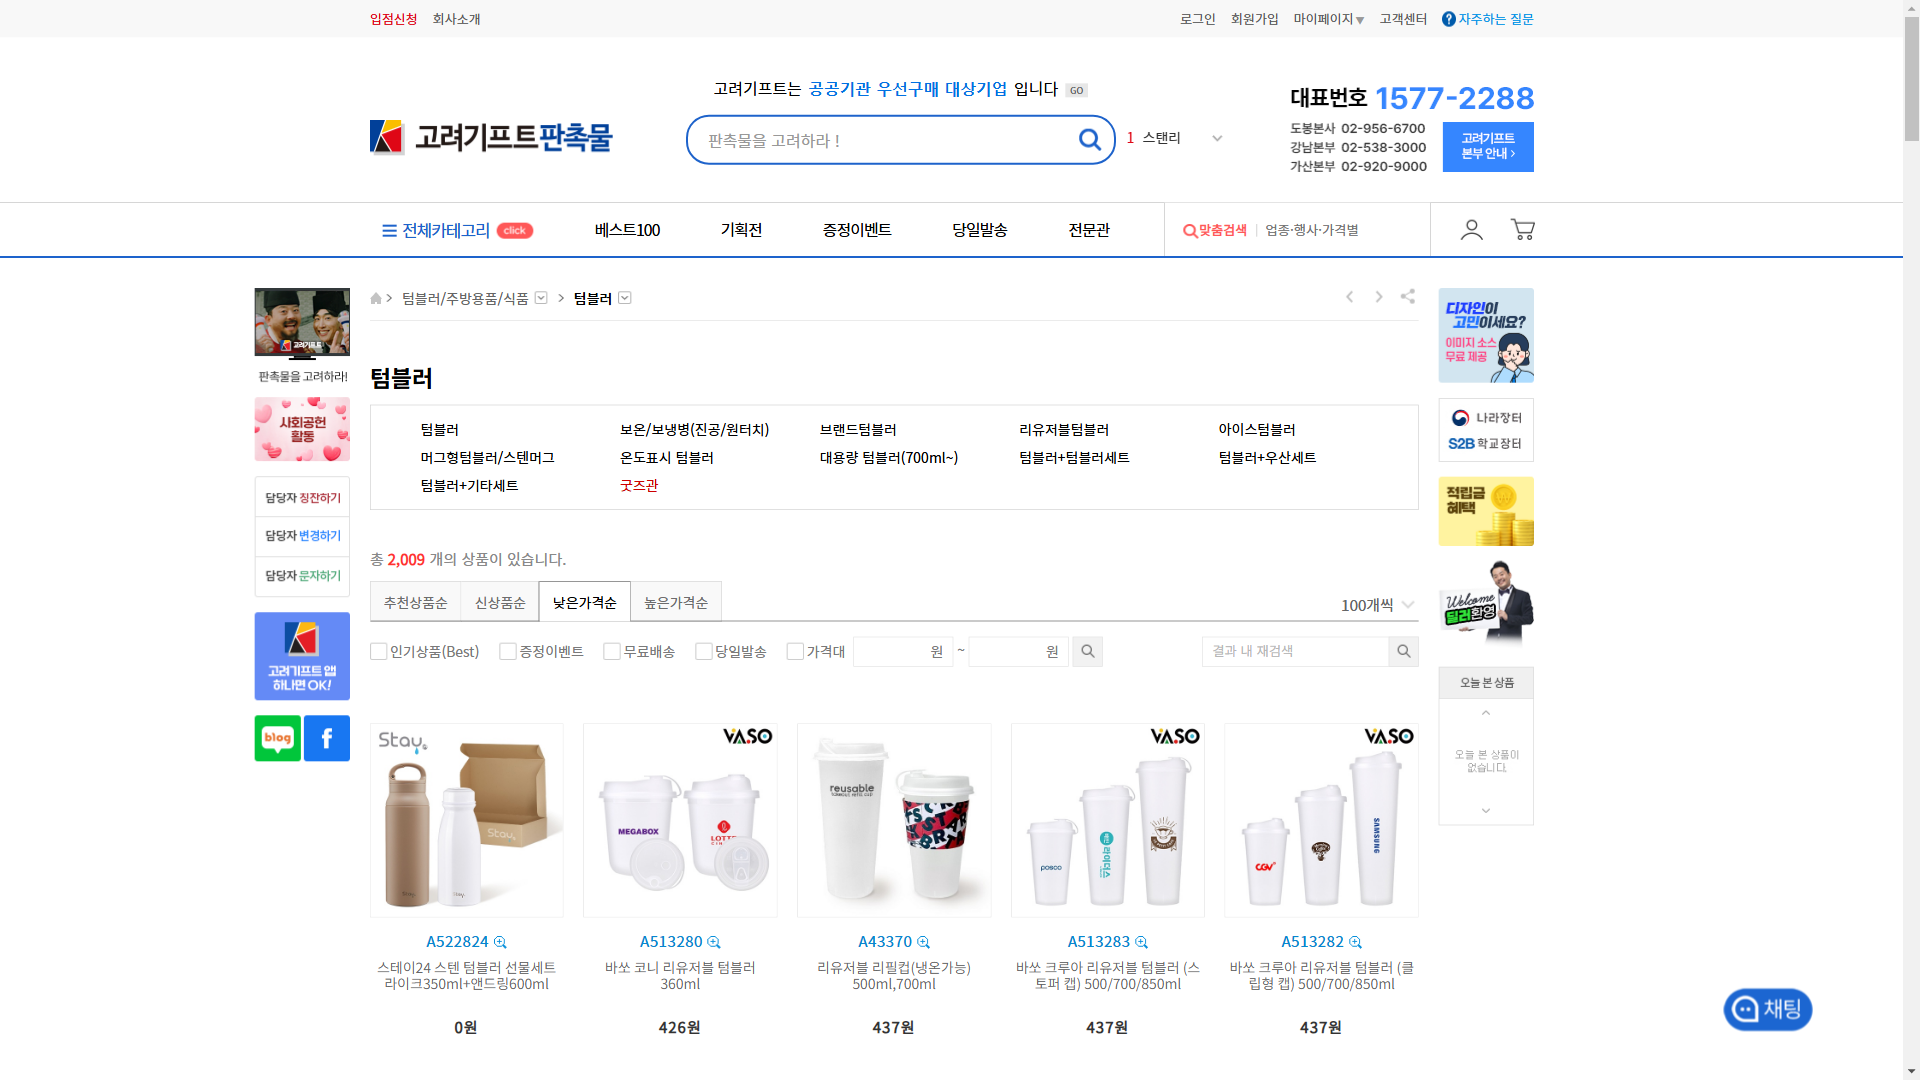 입점신청 회사소개
로그인 회원가입 마이페이지▼ 고객센터 ? 자주하는 질문
고려기프트는 공공기관 우선구매 대상기업 입니다 GO
고려기프트판촉물
판촉물을 고려하라 !
1 스탠리
대표번호 1577-2288
도봉본사 02-956-6700
강남본부 02-538-3000
가산본부 02-920-9000
고려기프트
본부 안내 ›
전체카테고리 click
베스트100
기획전
증정이벤트
당일발송
전문관
맞춤검색 | 업종·행사·가격별
고려기프트
판촉물을 고려하라!
사회공헌
활동
담당자 칭찬하기
담당자 변경하기
담당자 문자하기
고려기프트 앱
하나면 OK!
blog
f
> 텀블러/주방용품/식품 > 텀블러
텀블러
텀블러 보온/보냉병(진공/원터치) 브랜드텀블러 리유저블텀블러 아이스텀블러
머그형텀블러/스텐머그 온도표시 텀블러 대용량 텀블러(700ml~) 텀블러+텀블러세트 텀블러+우산세트
텀블러+기타세트 굿즈관
총 2,009 개의 상품이 있습니다.
추천상품순 신상품순 낮은가격순 높은가격순
100개씩
인기상품(Best) 증정이벤트 무료배송 당일발송 가격대 원 ~ 원
결과 내 재검색
Stay
Stay
A522824
스테이24 스텐 텀블러 선물세트
라이크350ml+앤드링600ml
0원
VASO
MEGABOX
LOTTE
A513280
바쏘 코니 리유저블 텀블러
360ml
426원
reusable
A43370
리유저블 리필컵(냉온가능)
500ml,700ml
437원
VASO
posco
라이더스
A513283
바쏘 크루아 리유저블 텀블러 (스
토퍼 캡) 500/700/850ml
437원
VASO
CGV
SAMSUNG
A513282
바쏘 크루아 리유저블 텀블러 (클
립형 캡) 500/700/850ml
437원
디자인이
고민이세요?
이미지 소스
무료 제공
나라장터
S2B 학교장터
적립금
혜택
Welcome
딜러환영
오늘 본 상품
오늘 본 상품이
없습니다.
채팅